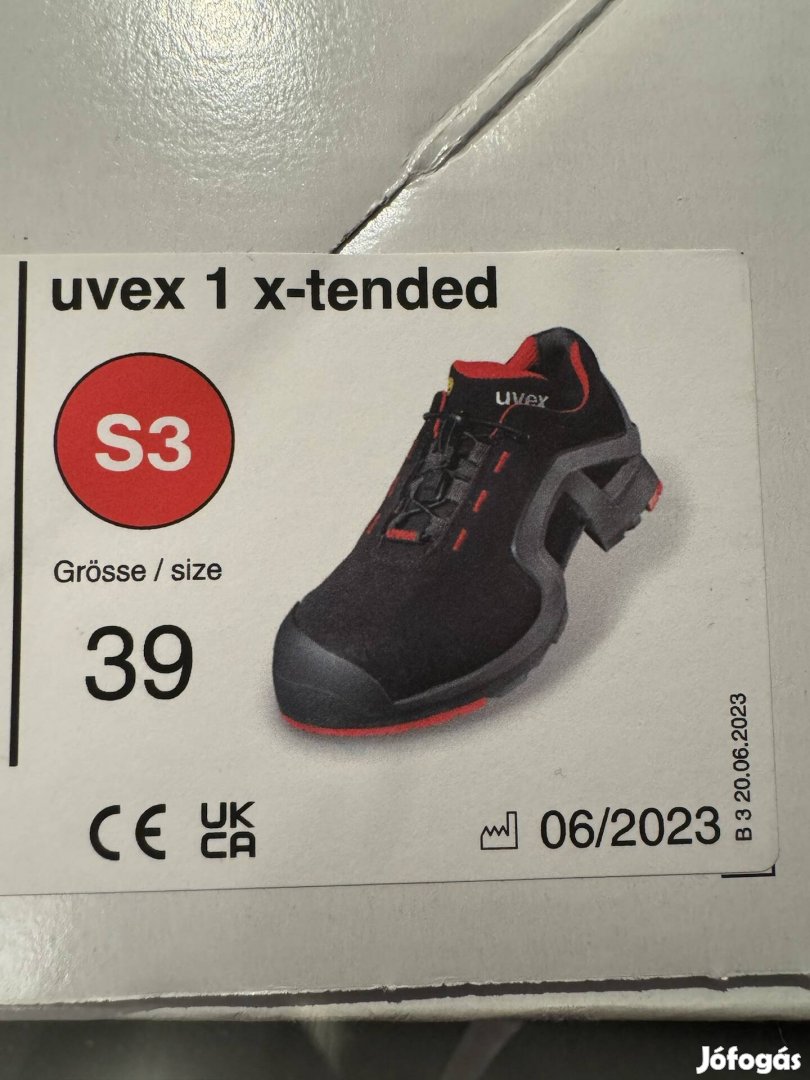 uvex 1 x-tended
S3
uvex
Grösse / size
39
CE
UK
CA
06/2023
B 3 20.06.2023
Jófogás